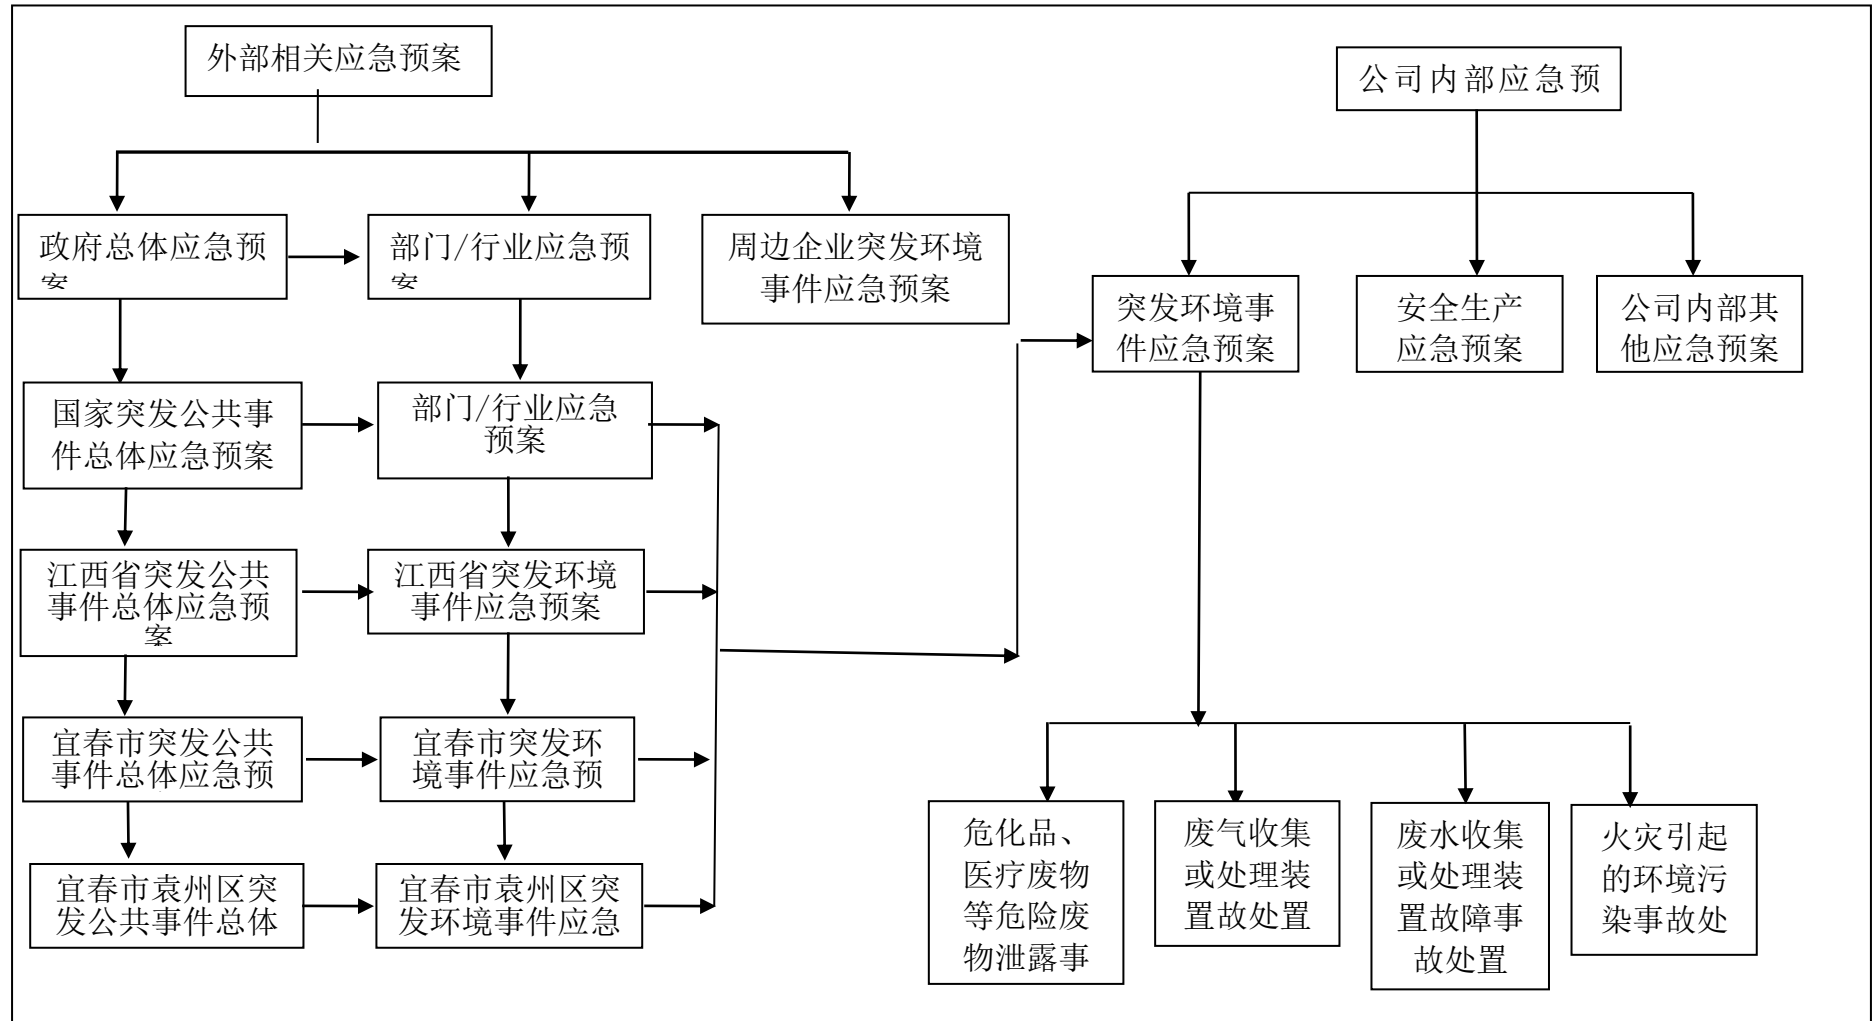 外部相关应急预案
公司内部应急预
政府总体应急预
案
部门/行业应急预
案
周边企业突发环境
事件应急预案
突发环境事
件应急预案
安全生产
应急预案
公司内部其
他应急预案
国家突发公共事
件总体应急预案
部门/行业应急
预案
江西省突发公共
事件总体应急预
案
江西省突发环境
事件应急预案
宜春市突发公共
事件总体应急预
宜春市突发环
境事件应急预
宜春市袁州区突
发公共事件总体
宜春市袁州区突
发环境事件应急
危化品、
医疗废物
等危险废
物泄露事
废气收集
或处理装
置故处置
废水收集
或处理装
置故障事
故处置
火灾引起
的环境污
染事故处